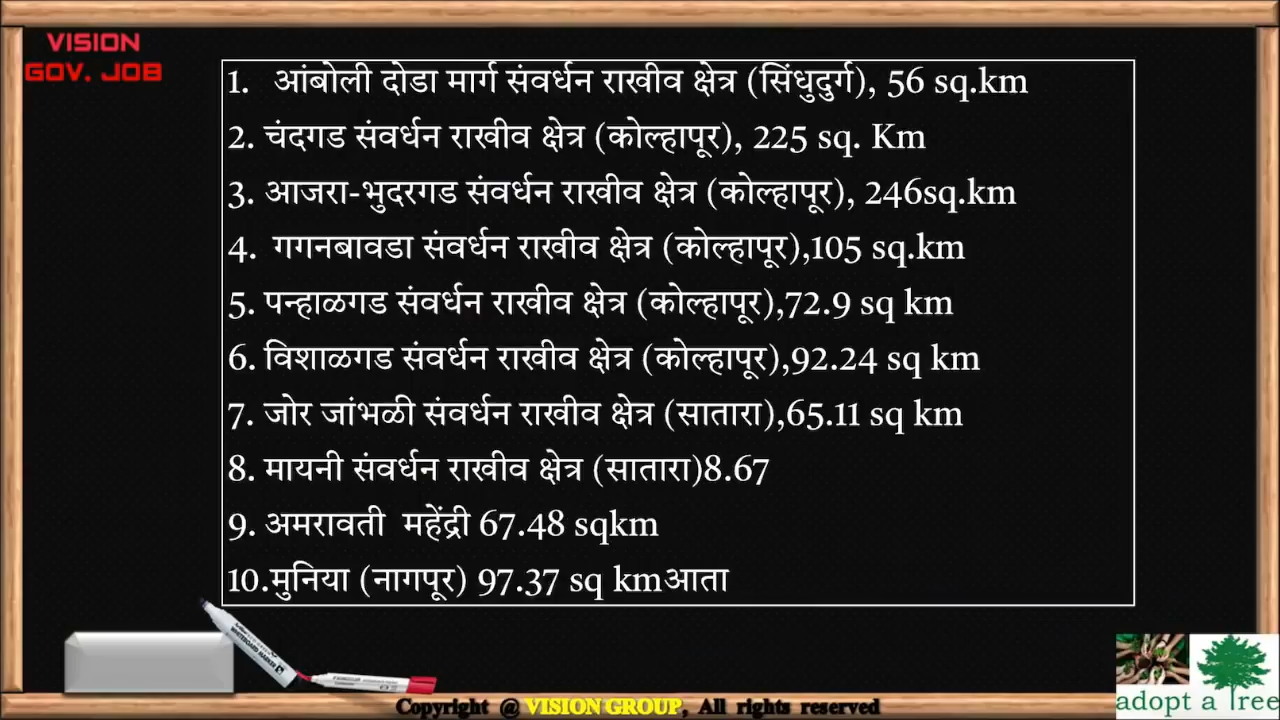 VISION
GOV. JOB
1. आंबोली दोडा मार्ग संवर्धन राखीव क्षेत्र (सिंधुदुर्ग), 56 sq.km
2. चंदगड संवर्धन राखीव क्षेत्र (कोल्हापूर), 225 sq. Km
3. आजरा-भुदरगड संवर्धन राखीव क्षेत्र (कोल्हापूर), 246sq.km
4. गगनबावडा संवर्धन राखीव क्षेत्र (कोल्हापूर),105 sq.km
5. पन्हाळगड संवर्धन राखीव क्षेत्र (कोल्हापूर),72.9 sq km
6. विशाळगड संवर्धन राखीव क्षेत्र (कोल्हापूर),92.24 sq km
7. जोर जांभळी संवर्धन राखीव क्षेत्र (सातारा),65.11 sq km
8. मायनी संवर्धन राखीव क्षेत्र (सातारा)8.67
9. अमरावती महेंद्री 67.48 sqkm
10.मुनिया (नागपूर) 97.37 sq kmआता
adopt a Tree
Copyright @ VISION GROUP, All rights reserved